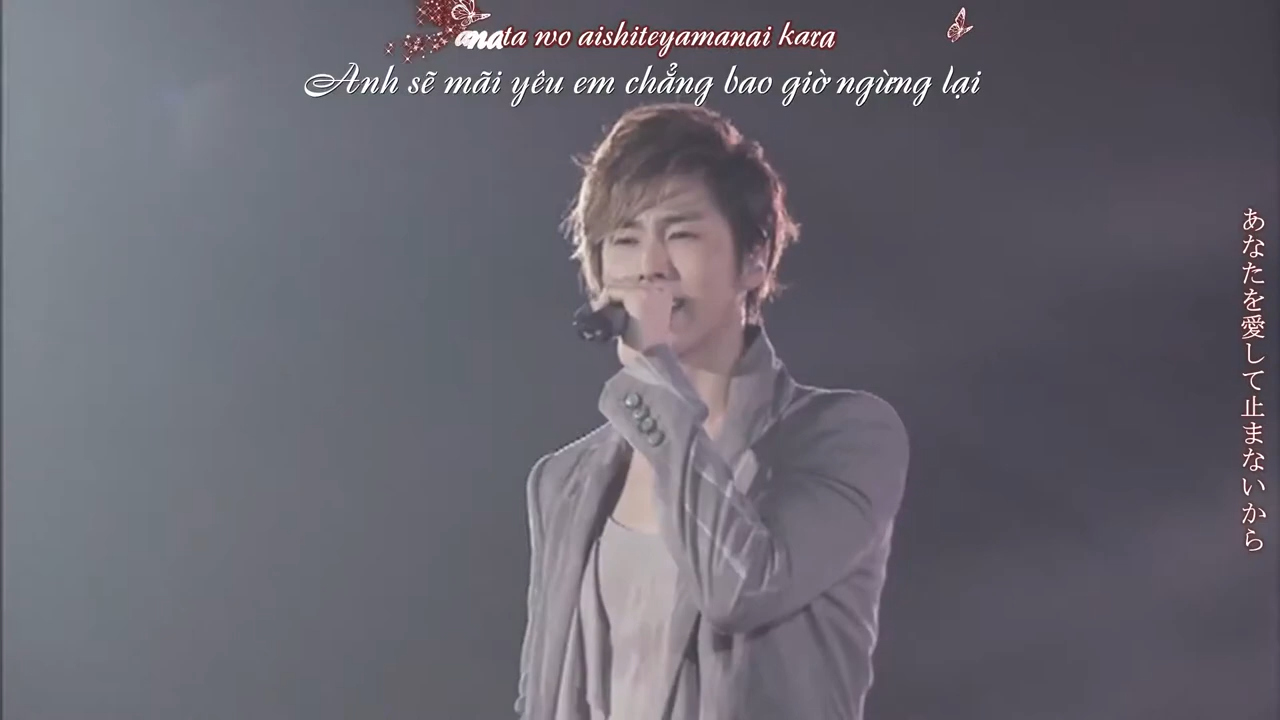 anata wo aishiteyamanai kara
Anh sẽ mãi yêu em chẳng bao giờ ngừng lại
あなたを愛して止まないから